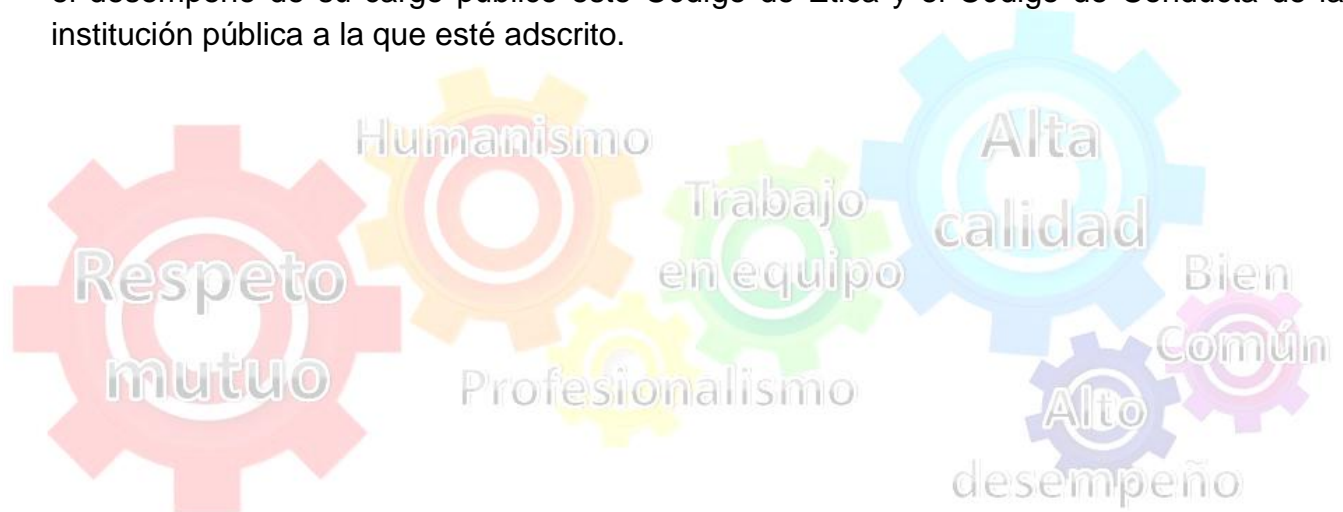 el desempeño de su cargo público este Código de Ética y el Código de Conducta de la
institución pública a la que esté adscrito.
Humanismo
Alta
calidad
Trabajo
en equipo
Respeto
mutuo
Bien
Común
Profesionalismo
Alto
desempeño